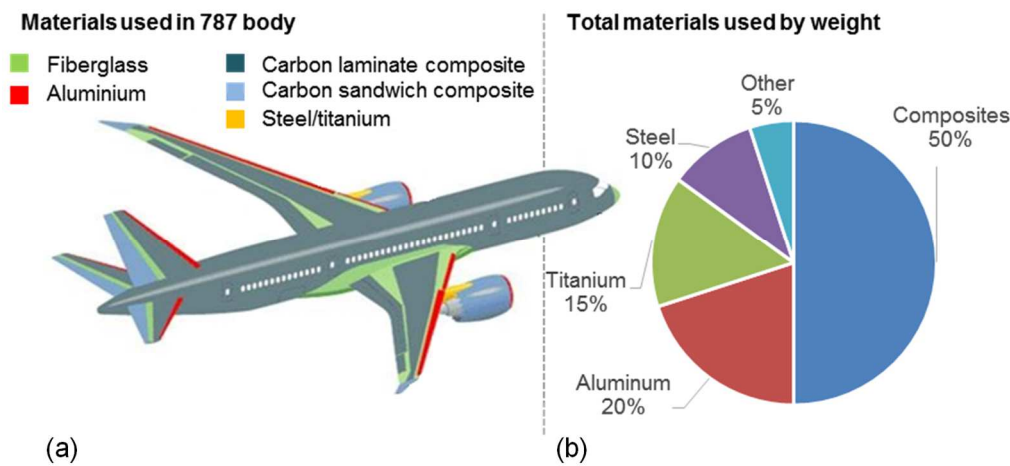 Materials used in 787 body
Fiberglass
Aluminium
Carbon laminate composite
Carbon sandwich composite
Steel/titanium
(a)
Total materials used by weight
Other
5%
Composites
50%
Steel
10%
Titanium
15%
Aluminum
20%
(b)